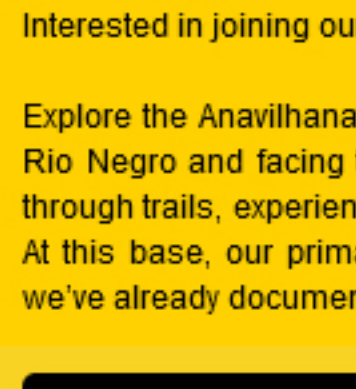 Interested in joining ou
Explore the Anavilhana
Rio Negro and facing
through trails, experien
At this base, our prima
we've already documen